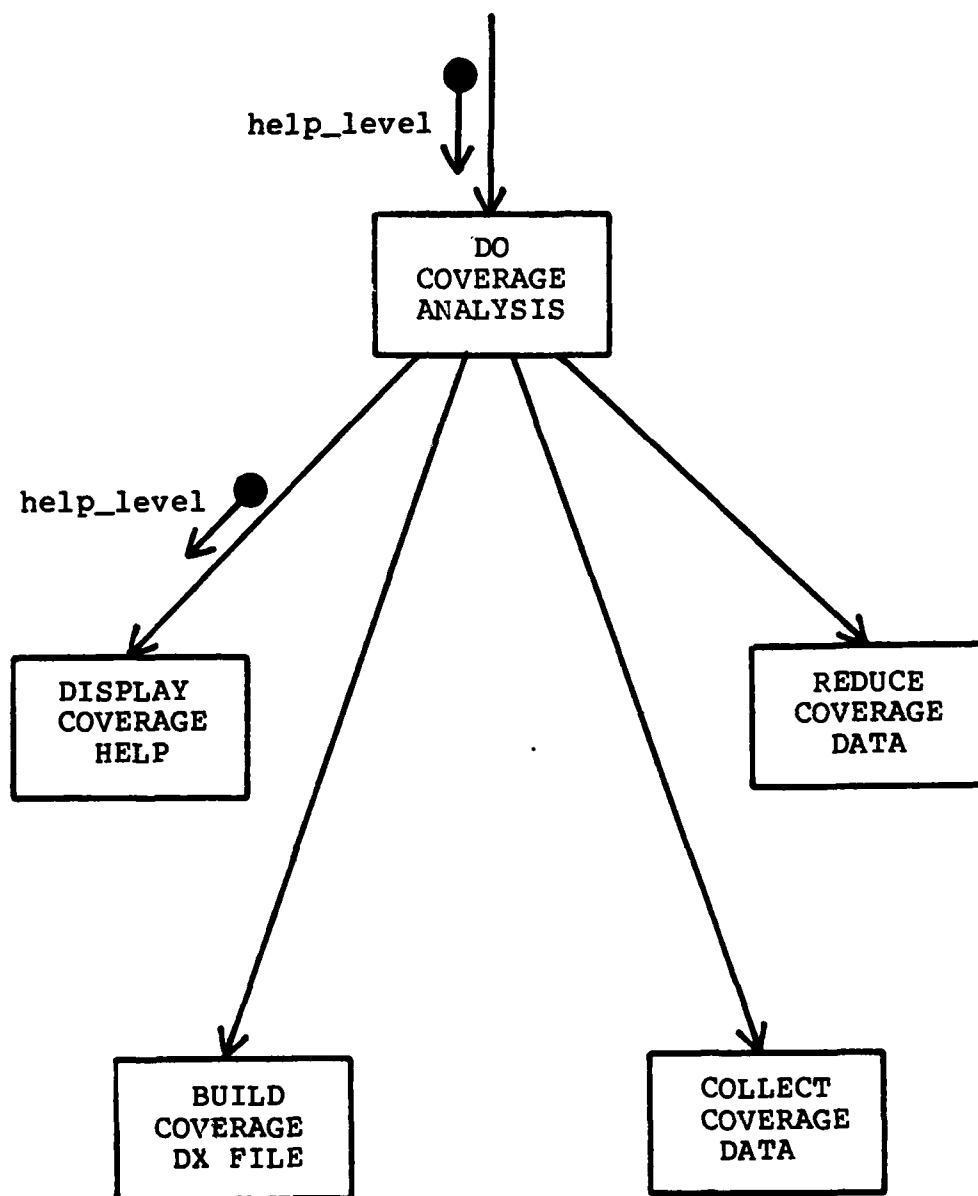 help_level
DO
COVERAGE
ANALYSIS
help_level
DISPLAY
COVERAGE
HELP
REDUCE
COVERAGE
DATA
BUILD
COVERAGE
DX FILE
COLLECT
COVERAGE
DATA